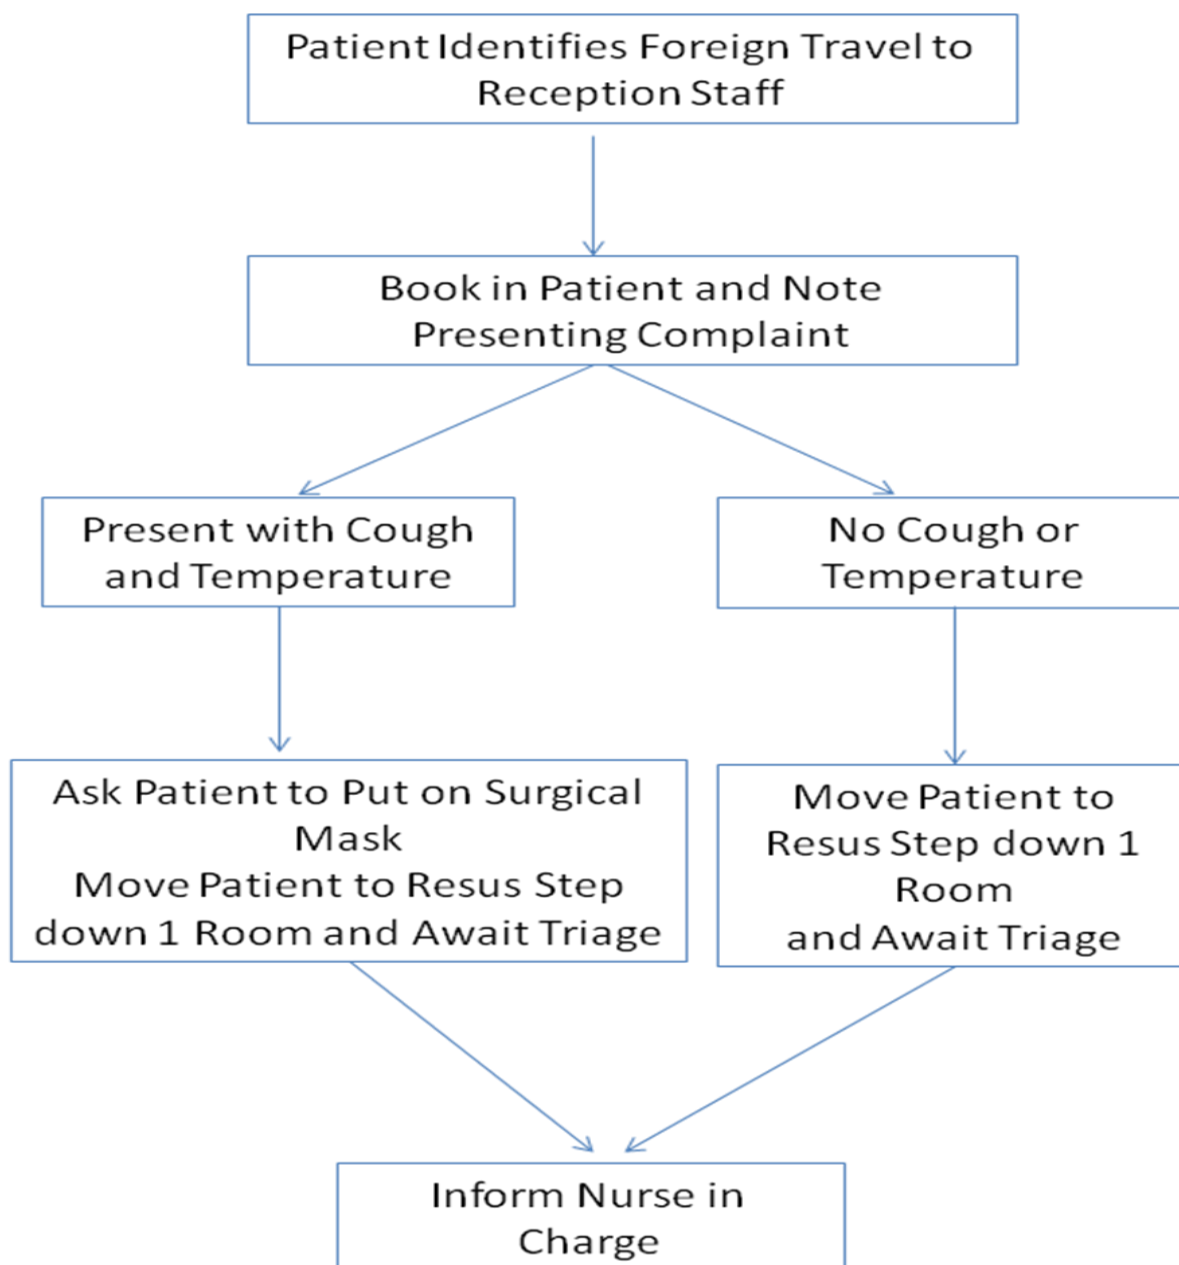 Patient Identifies Foreign Travel to
Reception Staff
Book in Patient and Note
Presenting Complaint
Present with Cough
and Temperature
No Cough or
Temperature
Ask Patient to Put on Surgical
Mask
Move Patient to Resus Step
down 1 Room and Await Triage
Move Patient to
Resus Step down 1
Room
and Await Triage
Inform Nurse in
Charge